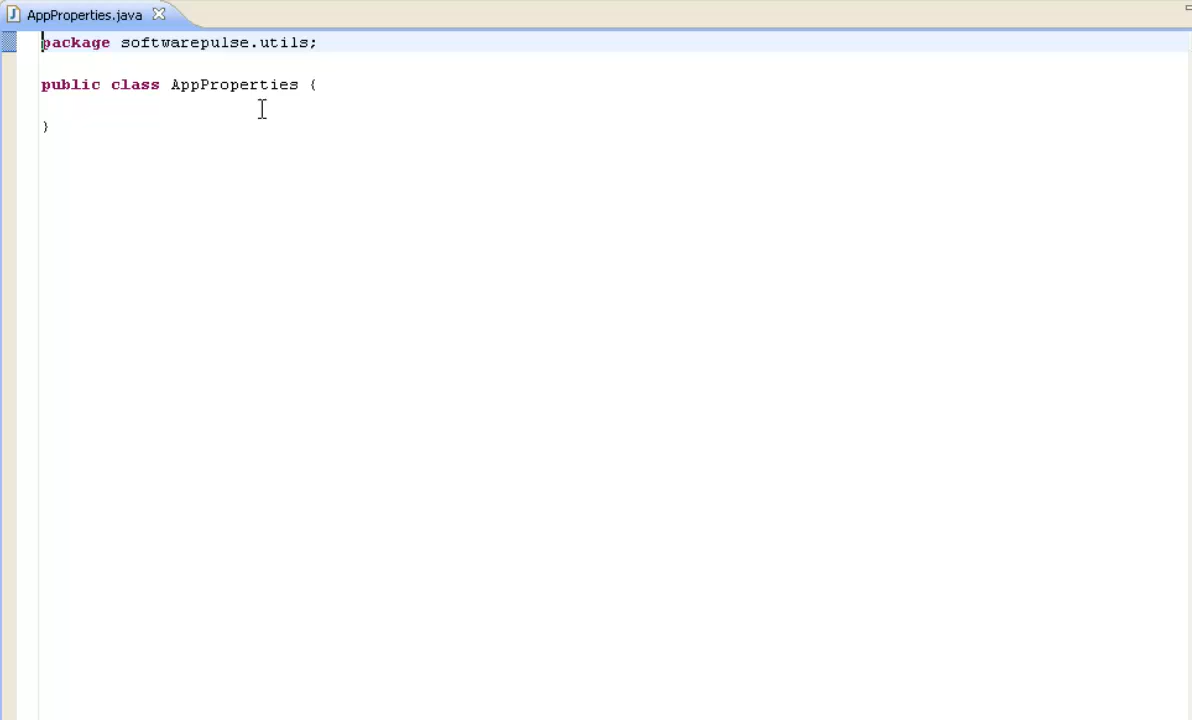 AppProperties.java
package softwarepulse.utils;
public class AppProperties {
}